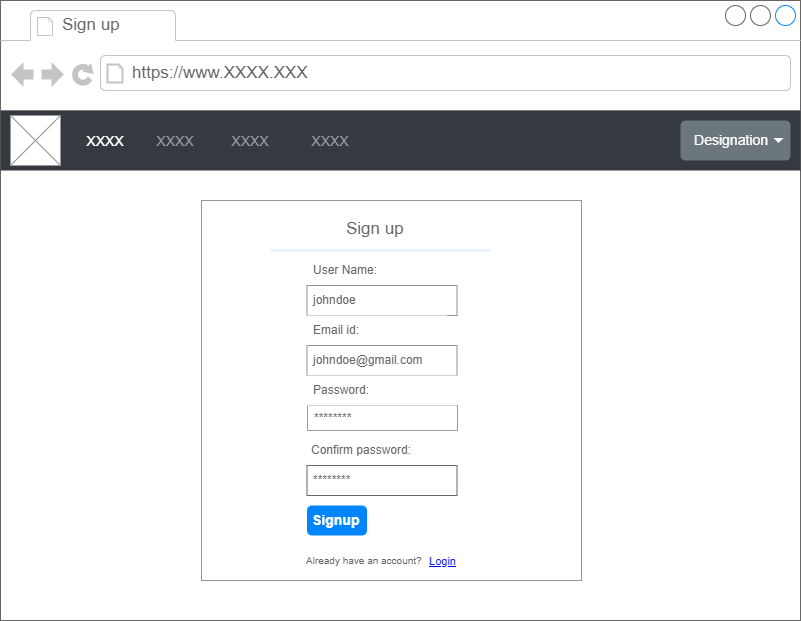 Sign up
https://www.XXXX.XXX
XXXX XXXX XXXX XXXX Designation
Sign up
User Name:
johndoe
Email id:
johndoe@gmail.com
Password:
********
Confirm password:
********
Signup
Already have an account? Login